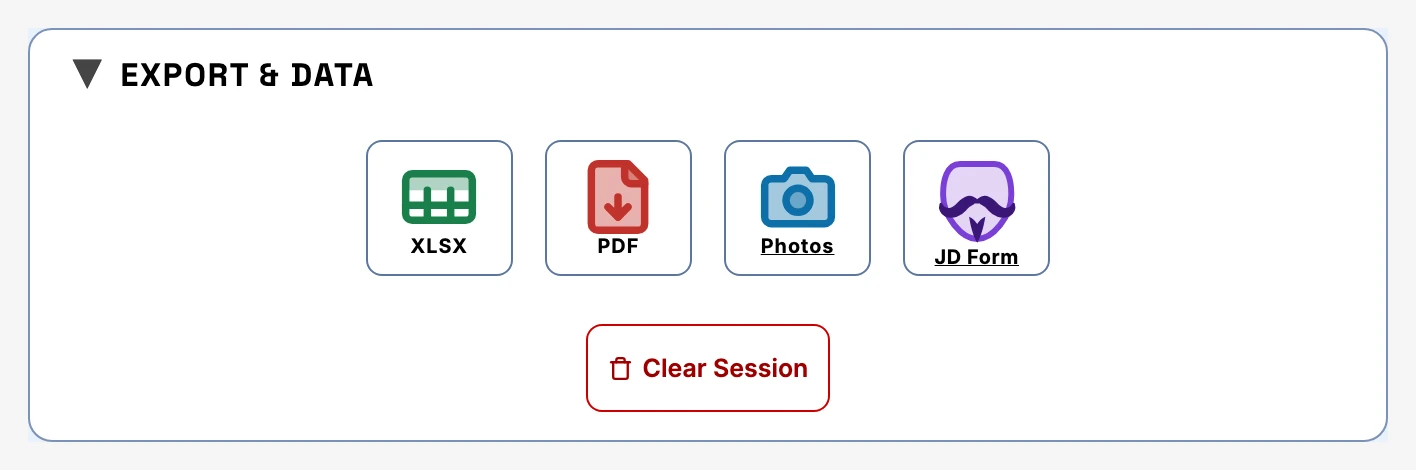 EXPORT & DATA
XLSX
PDF
Photos
JD Form
Clear Session